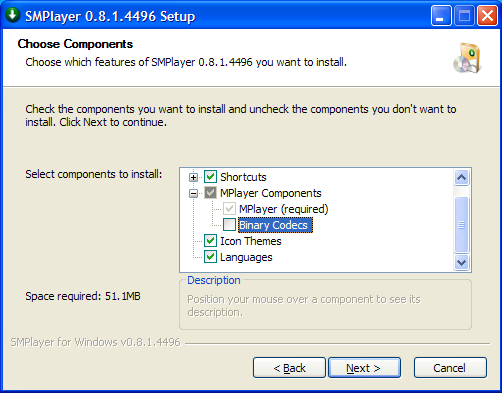 SMPlayer 0.8.1.4496 Setup
Choose Components
Choose which features of SMPlayer 0.8.1.4496 you want to install.
Check the components you want to install and uncheck the components you don't want to
install. Click Next to continue.
Select components to install:
Shortcuts
MPlayer Components
MPlayer (required)
Binary Codecs
Icon Themes
Languages
Space required: 51.1MB
Description
Position your mouse over a component to see its
description.
SMPlayer for Windows v0.8.1.4496
< Back
Next >
Cancel